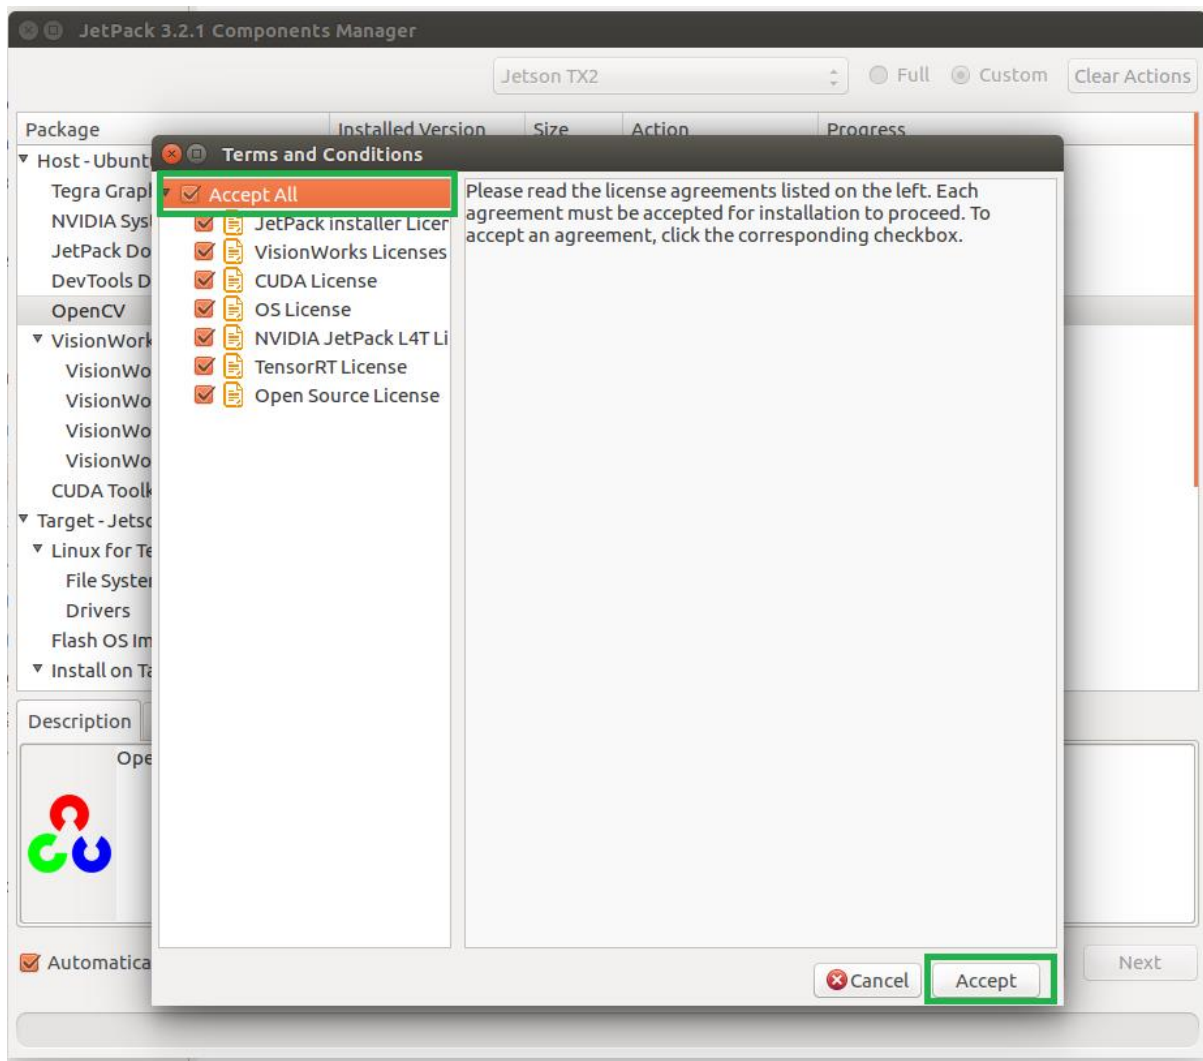 JetPack 3.2.1 Components Manager
Jetson TX2
Full
Custom
Clear Actions
Package
Installed Version
Size
Action
Progress
Host - Ubuntu
Tegra Grap
NVIDIA Sys
JetPack Do
DevTools D
OpenCV
VisionWork
VisionWo
VisionWo
VisionWo
VisionWo
CUDA Toolk
Target - Jetso
Linux for Te
File System
Drivers
Flash OS Im
Install on Ta
Description
Ope
Automatica
Next
Terms and Conditions
Accept All
JetPack Installer Licen
VisionWorks Licenses
CUDA License
OS License
NVIDIA JetPack L4T Li
TensorRT License
Open Source License
Please read the license agreements listed on the left. Each
agreement must be accepted for installation to proceed. To
accept an agreement, click the corresponding checkbox.
Cancel
Accept